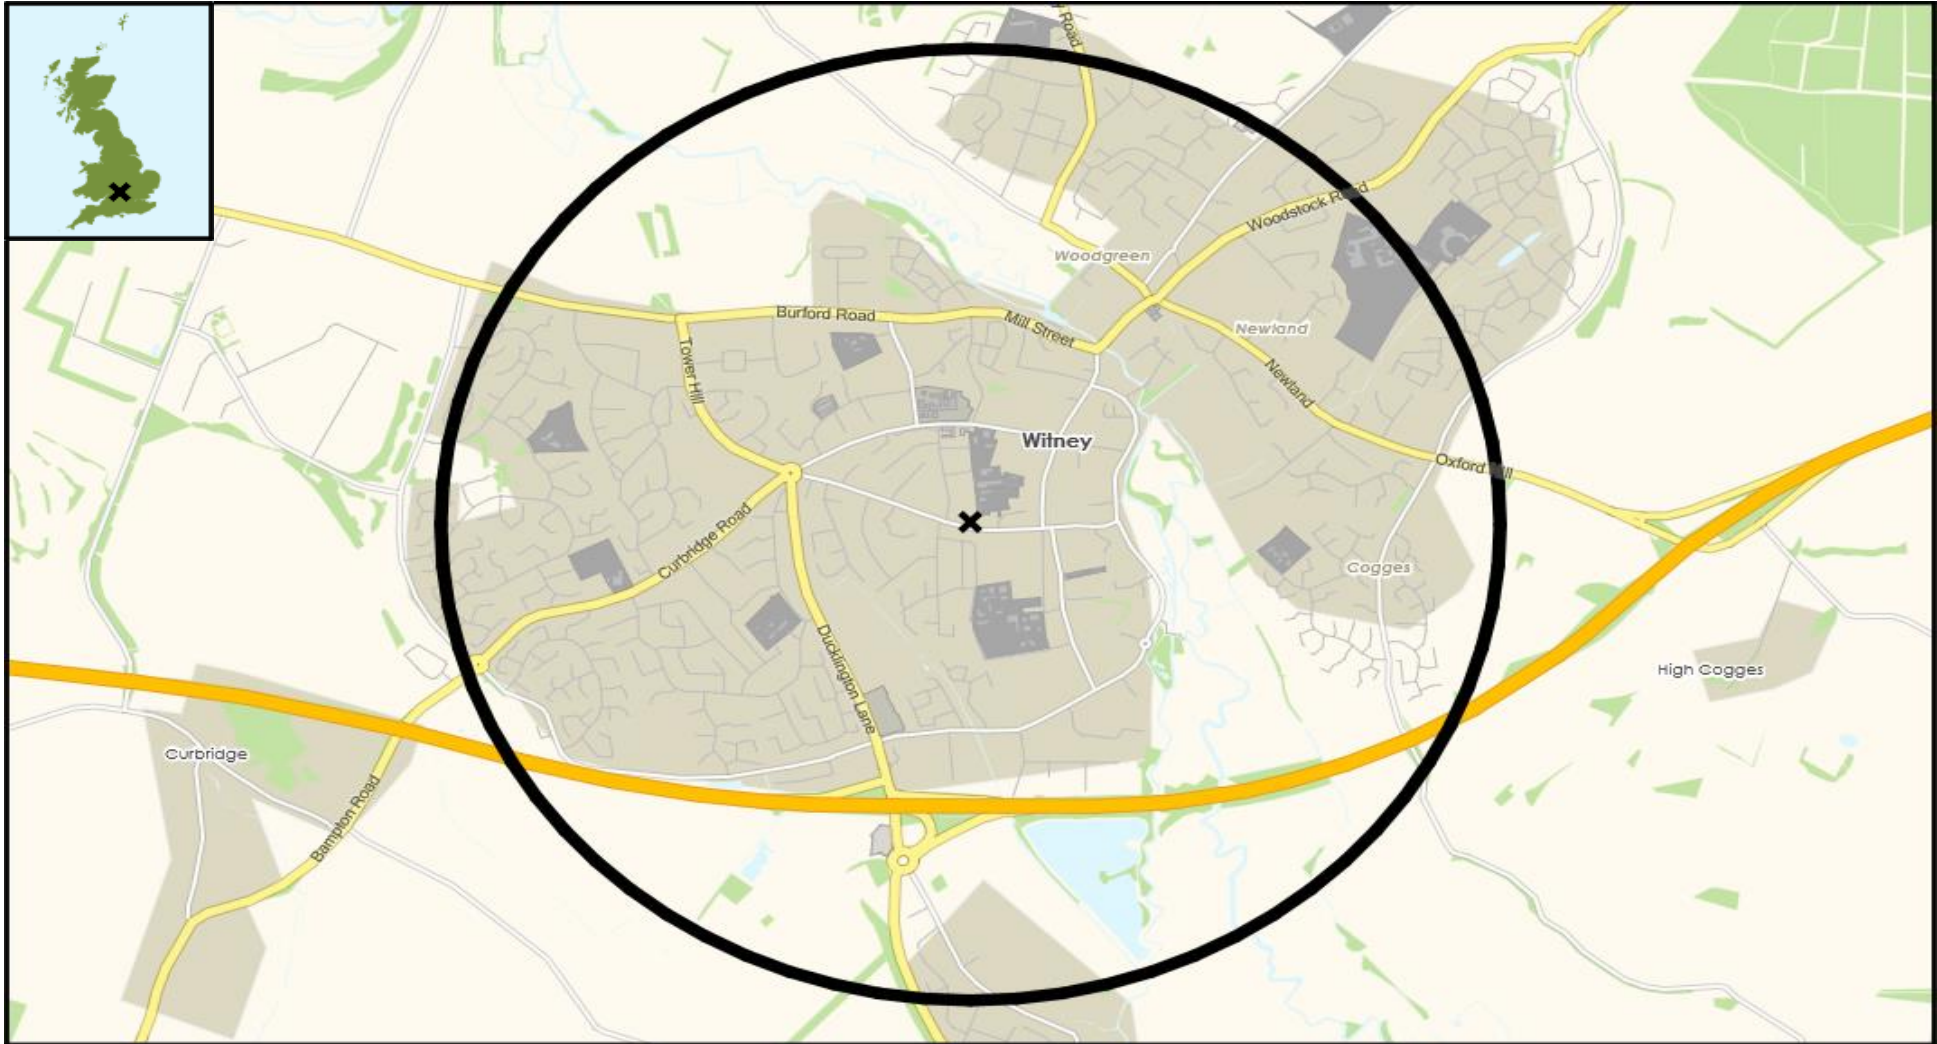 Road
Woodstock Road
Woodgreen
Burford Road
Mill Street
Newland
Tower Hill
Newland
Witney
Oxford Hill
Curbridge Road
Cogges
Ducklington Lane
High Cogges
Curbridge
Bampton Road